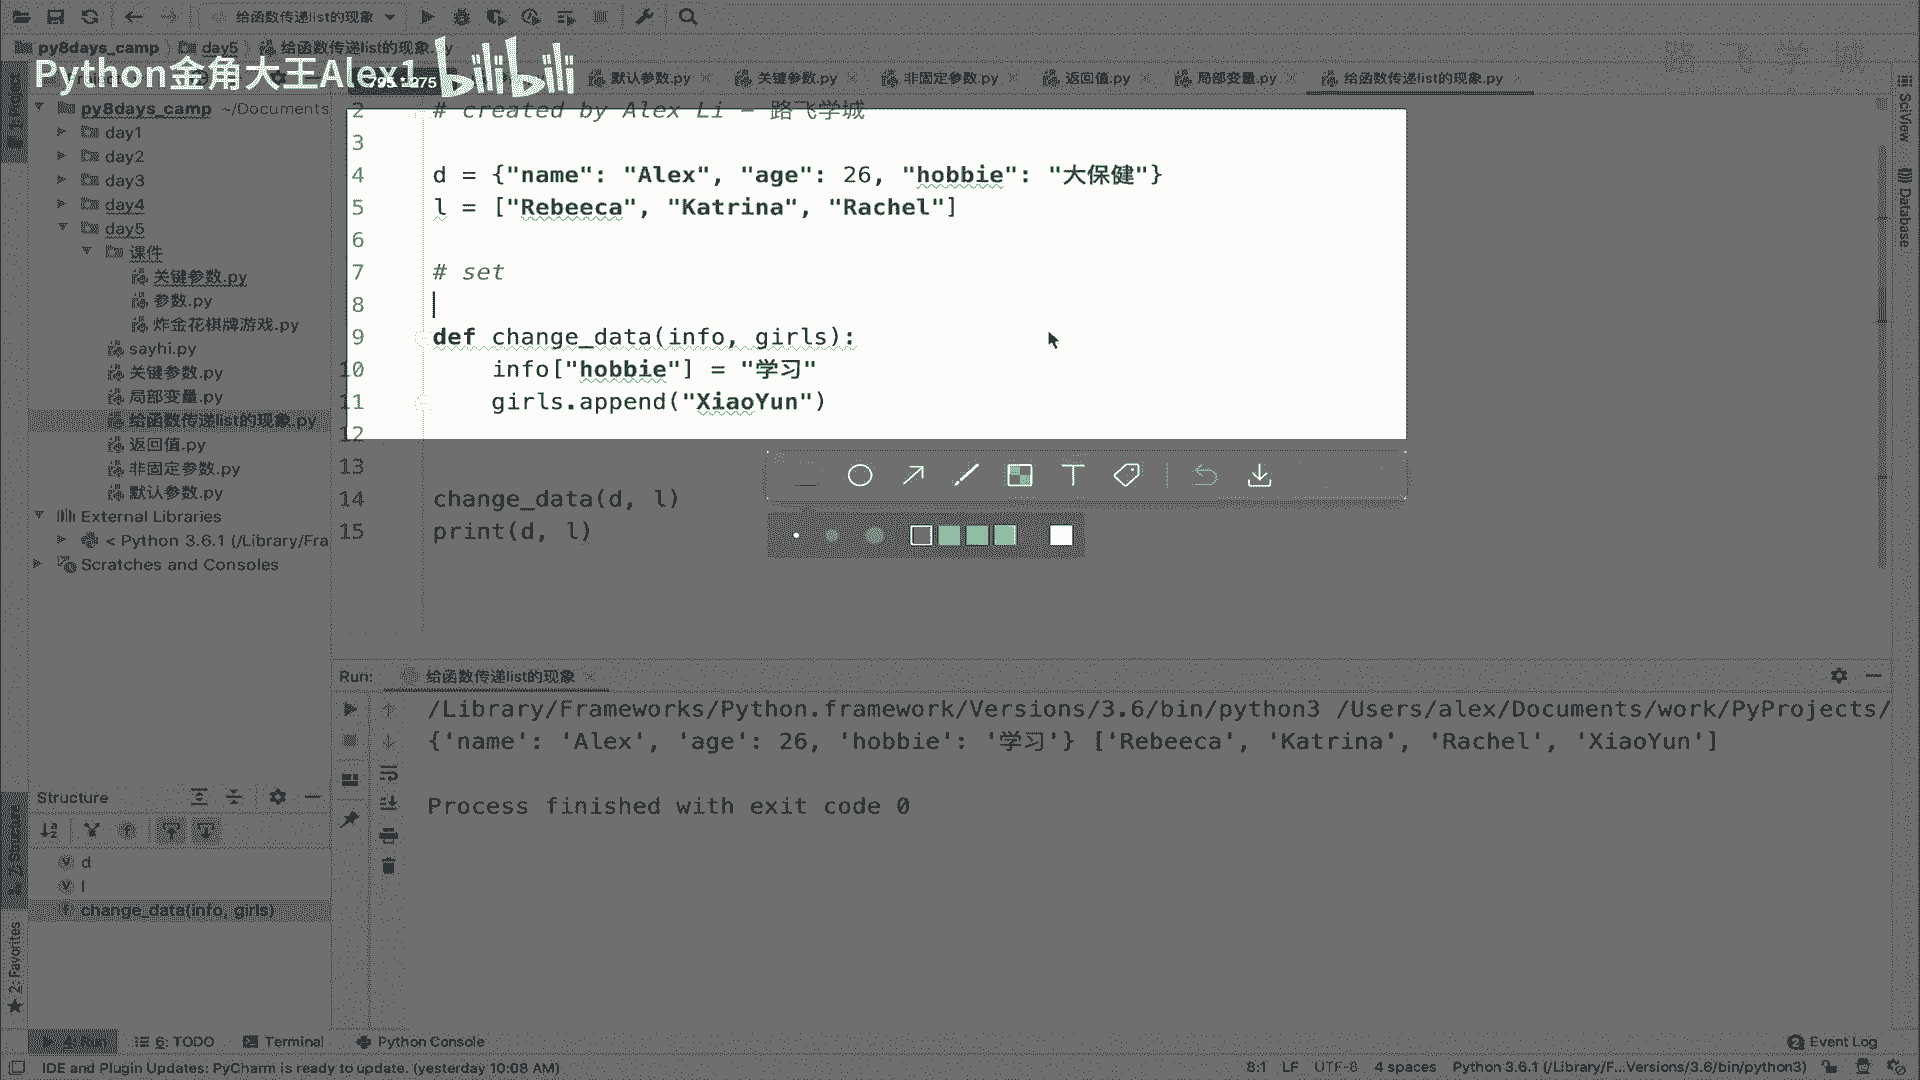 给函数传递list的现象
py8days_camp day5 给函数传递list的现象.py
路飞学城
Python金角大王Alex1 bilibili
795 * 275
默认参数.py 关键参数.py 非固定参数.py 返回值.py 局部变量.py 给函数传递list的现象.py
py8days_camp ~/Documents
day1
day2
day3
day4
day5
课件
关键参数.py
参数.py
炸金花棋牌游戏.py
sayhi.py
关键参数.py
局部变量.py
给函数传递list的现象.py
返回值.py
非固定参数.py
默认参数.py
External Libraries
< Python 3.6.1 (/Library/Fra
Scratches and Consoles
2 # created by Alex Li - 路飞学城
3
4 d = {"name": "Alex", "age": 26, "hobbie": "大保健"}
5 l = ["Rebeeca", "Katrina", "Rachel"]
6
7 # set
8
9 def change_data(info, girls):
10 info["hobbie"] = "学习"
11 girls.append("XiaoYun")
12
13
14 change_data(d, l)
15 print(d, l)
SciView
Database
Run: 给函数传递list的现象
/Library/Frameworks/Python.framework/Versions/3.6/bin/python3 /Users/alex/Documents/work/PyProjects/
{'name': 'Alex', 'age': 26, 'hobbie': '学习'} ['Rebeeca', 'Katrina', 'Rachel', 'XiaoYun']
Process finished with exit code 0
Structure
d
l
change_data(info, girls)
Z: Structure
2: Favorites
4: Run 6: TODO Terminal Python Console
2 Event Log
IDE and Plugin Updates: PyCharm is ready to update. (yesterday 10:08 AM)
8:1 LF UTF-8 4 spaces Python 3.6.1 (/Library/F...Versions/3.6/bin/python3)